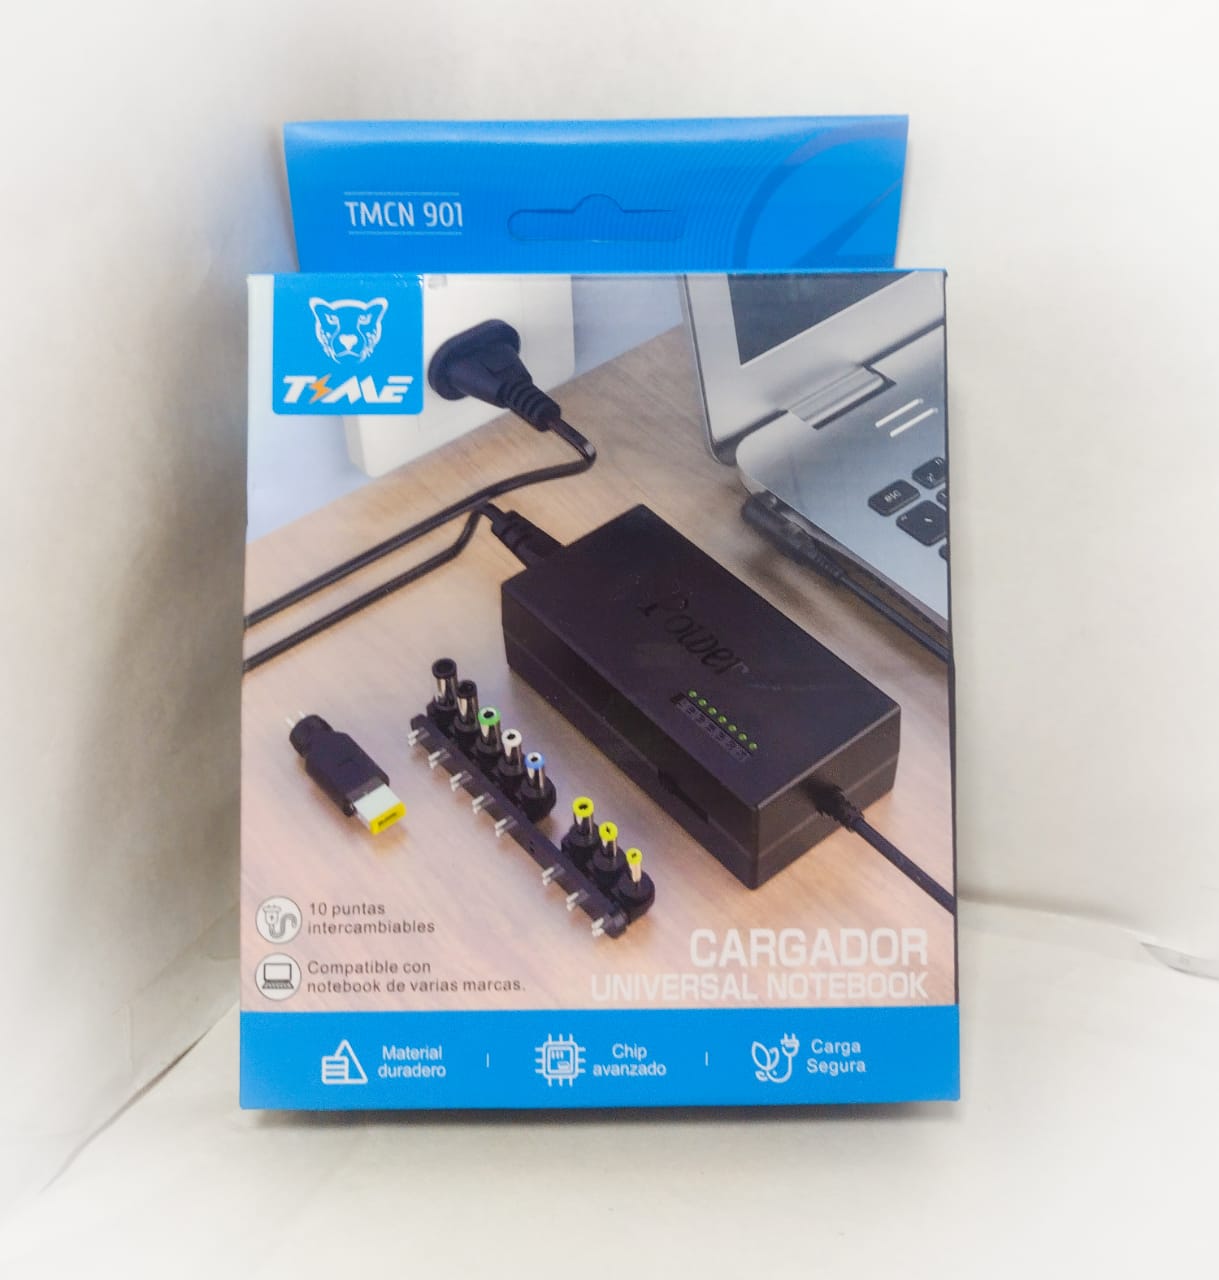 TMCN 901
TIME
esc
Power
10 puntas
intercambiables
Compatible con
notebook de varias marcas.
CARGADOR
UNIVERSAL NOTEBOOK
Material
duradero
Chip
avanzado
Carga
Segura